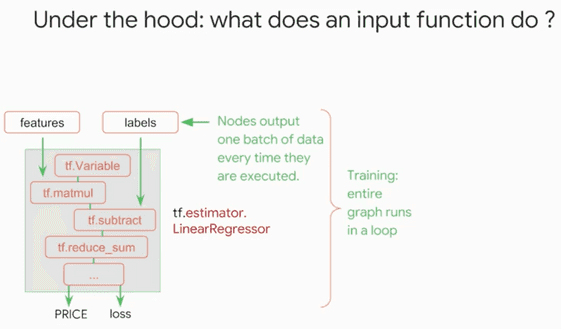 Under the hood: what does an input function do ?
features
labels
Nodes output
one batch of data
every time they
are executed.
tf.Variable
tf.matmul
tf.subtract
tf.reduce_sum
...
tf.estimator.
LinearRegressor
Training:
entire
graph runs
in a loop
PRICE
loss